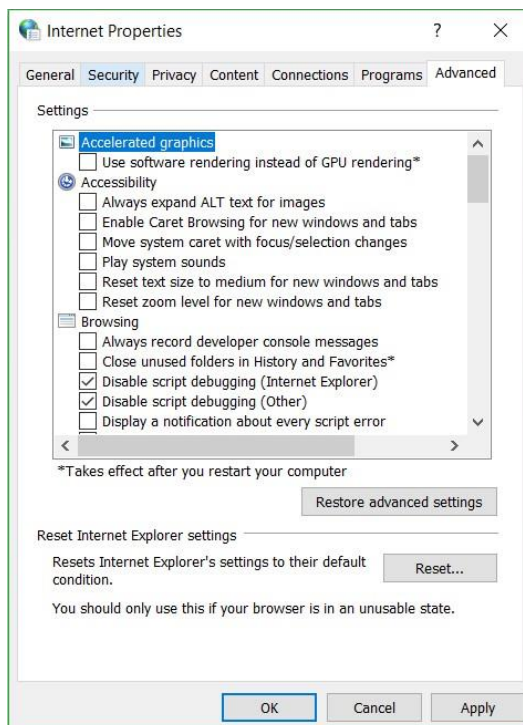 Internet Properties
? ×
General Security Privacy Content Connections Programs Advanced
Settings
Accelerated graphics
Use software rendering instead of GPU rendering*
Accessibility
Always expand ALT text for images
Enable Caret Browsing for new windows and tabs
Move system caret with focus/selection changes
Play system sounds
Reset text size to medium for new windows and tabs
Reset zoom level for new windows and tabs
Browsing
Always record developer console messages
Close unused folders in History and Favorites*
Disable script debugging (Internet Explorer)
Disable script debugging (Other)
Display a notification about every script error
*Takes effect after you restart your computer
Restore advanced settings
Reset Internet Explorer settings
Resets Internet Explorer's settings to their default
condition.
Reset...
You should only use this if your browser is in an unusable state.
OK Cancel Apply